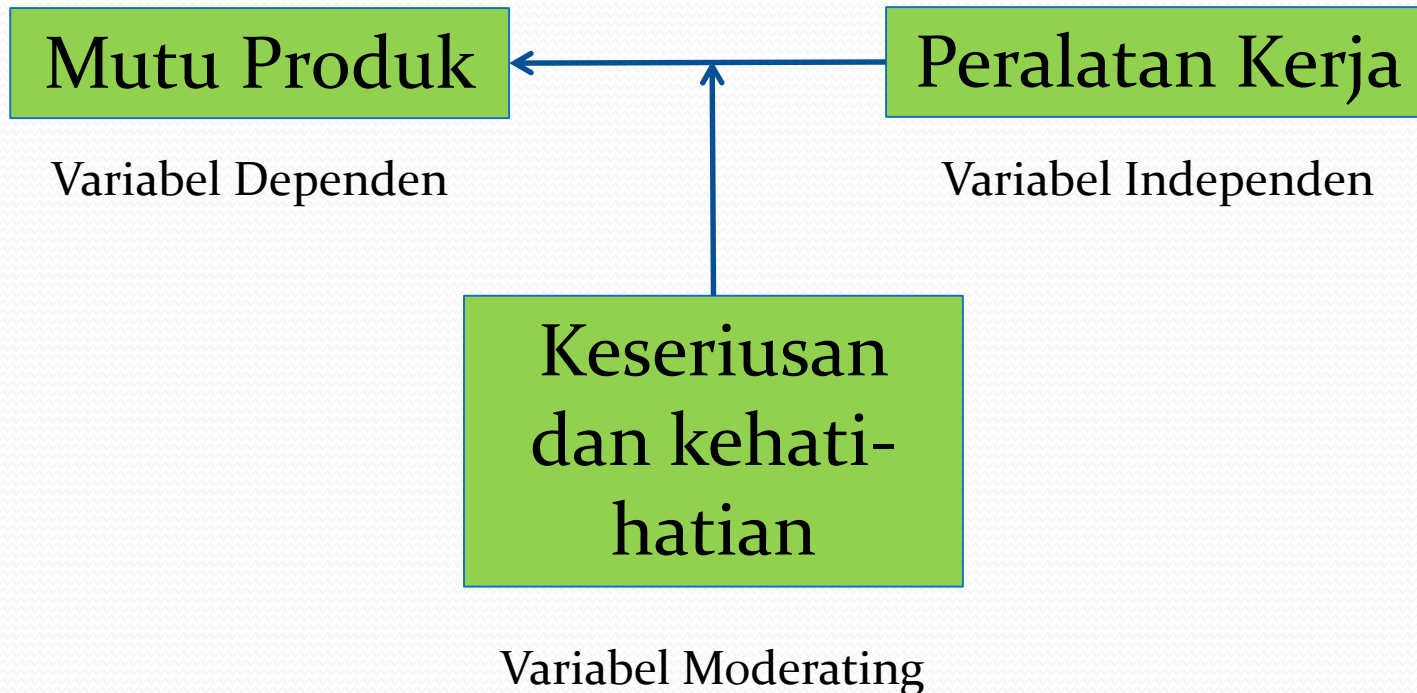 Mutu Produk
Peralatan Kerja
Variabel Dependen
Variabel Independen
Keseriusan
dan kehati-
hatian
Variabel Moderating